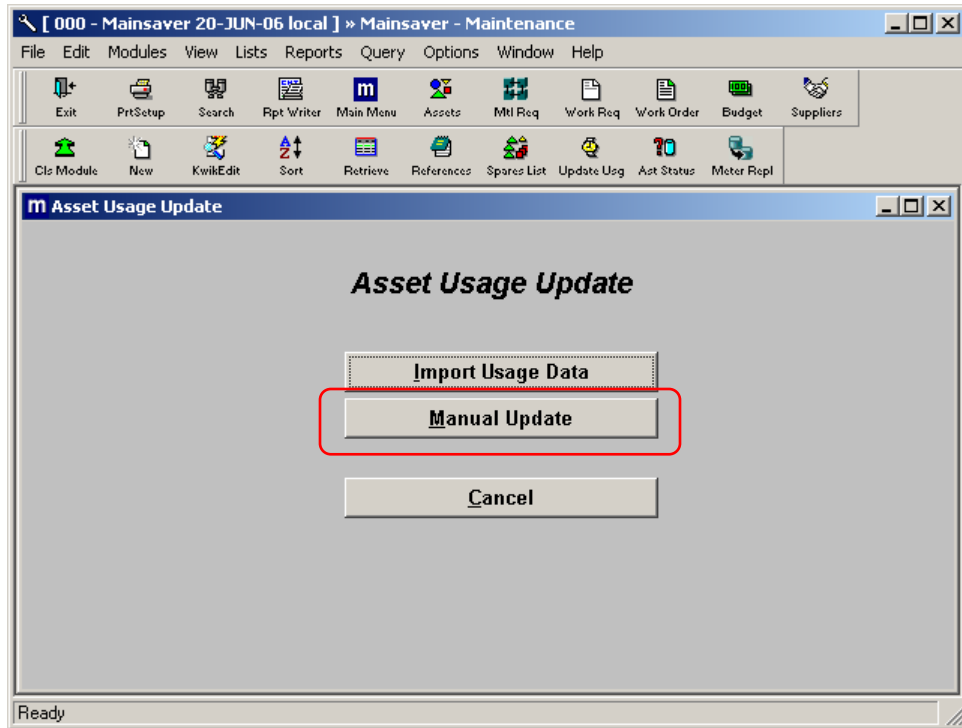 [ 000 - Mainsaver 20-JUN-06 local ] » Mainsaver - Maintenance
File Edit Modules View Lists Reports Query Options Window Help
Exit PrtSetup Search Rpt Writer m Main Menu Assets Mtl Req Work Req Work Order Budget Suppliers
Cls Module New KwikEdit Sort Retrieve References Spares List Update Usg Ast Status Meter Repl
m Asset Usage Update
Asset Usage Update
Import Usage Data
Manual Update
Cancel
Ready